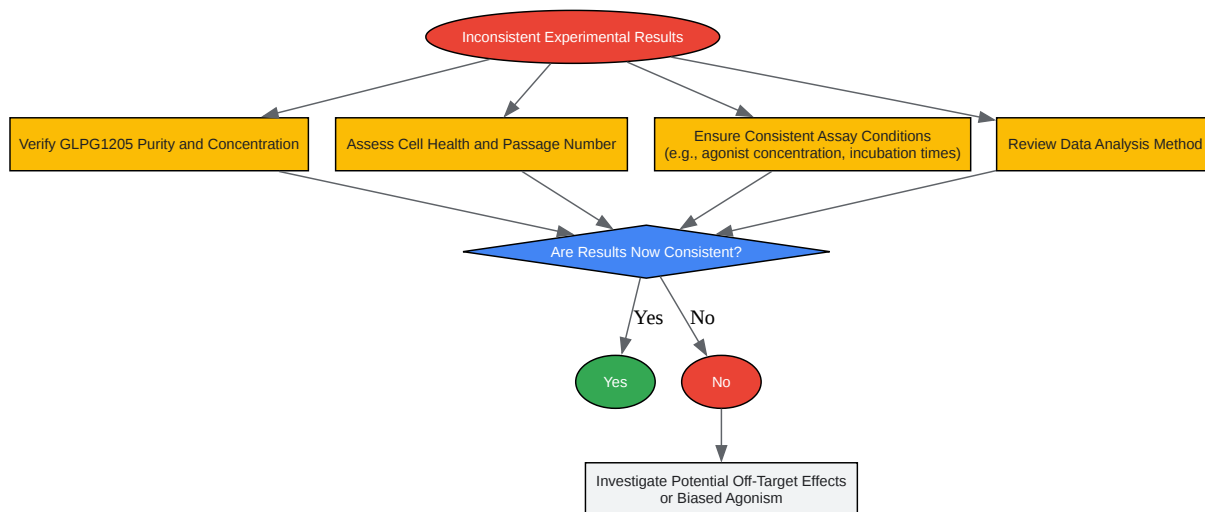 Inconsistent Experimental Results
Verify GLPG1205 Purity and Concentration
Assess Cell Health and Passage Number
Ensure Consistent Assay Conditions
(e.g., agonist concentration, incubation times)
Review Data Analysis Method
Are Results Now Consistent?
Yes
No
Yes
No
Investigate Potential Off-Target Effects
or Biased Agonism